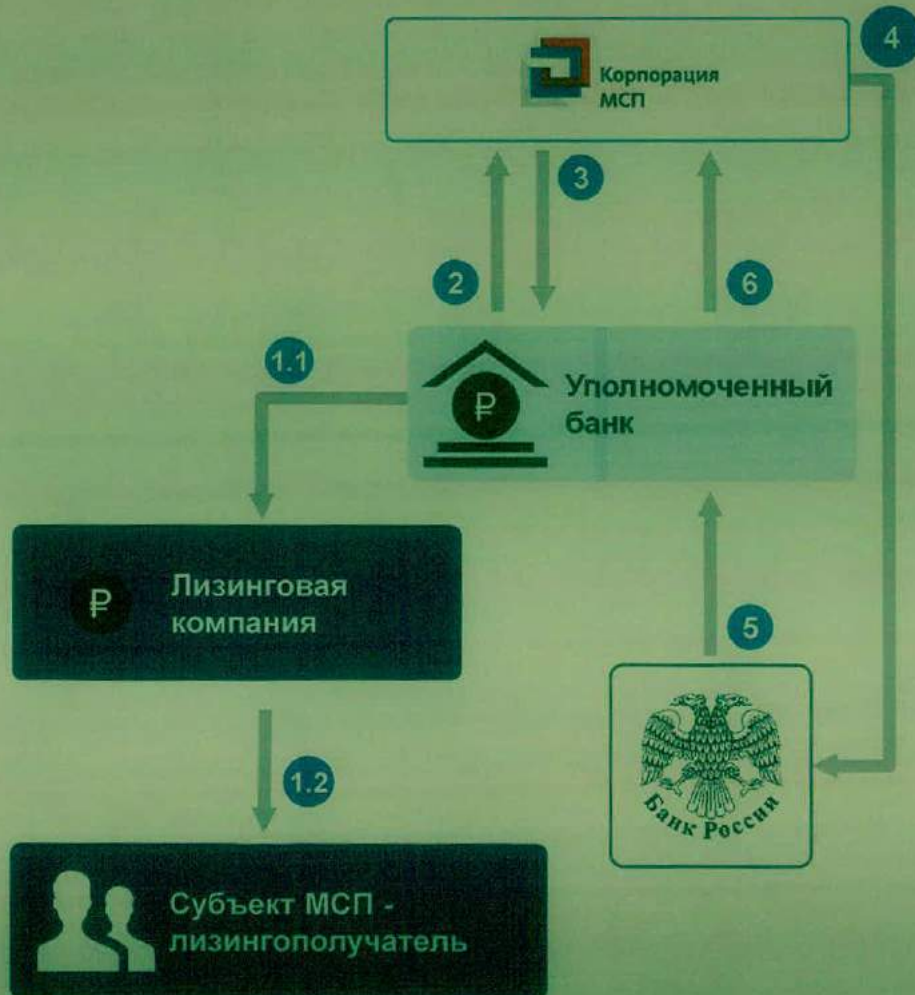 4
Корпорация
МСП
3
2
6
1.1
₽
Уполномоченный
банк
₽
Лизинговая
компания
5
1.2
Банк России
Субъект МСП -
лизингополучатель